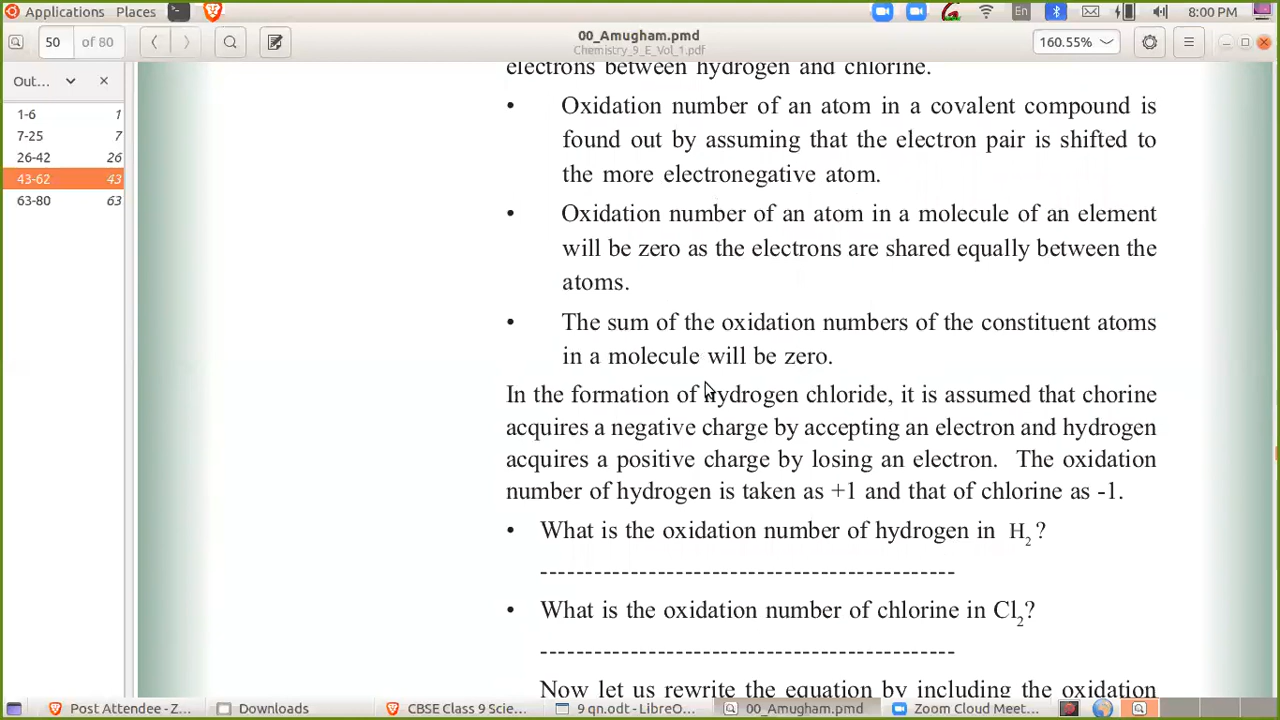 Applications Places En 8:00 PM
50 of 80 00_Amugham.pmd 160.55%
Chemistry_9_E_Vol_1.pdf
Out...
1-6 1
7-25 7
26-42 26
43-62 43
63-80 63
electrons between hydrogen and chlorine.
• Oxidation number of an atom in a covalent compound is
found out by assuming that the electron pair is shifted to
the more electronegative atom.
• Oxidation number of an atom in a molecule of an element
will be zero as the electrons are shared equally between the
atoms.
• The sum of the oxidation numbers of the constituent atoms
in a molecule will be zero.
In the formation of hydrogen chloride, it is assumed that chorine
acquires a negative charge by accepting an electron and hydrogen
acquires a positive charge by losing an electron. The oxidation
number of hydrogen is taken as +1 and that of chlorine as -1.
• What is the oxidation number of hydrogen in H₂ ?
----------------------------------------------
• What is the oxidation number of chlorine in Cl₂?
----------------------------------------------
Now let us rewrite the equation by including the oxidation
Post Attendee - Z... Downloads CBSE Class 9 Scie... 9 qn.odt - LibreO... 00_Amugham.pmd Zoom Cloud Meet...